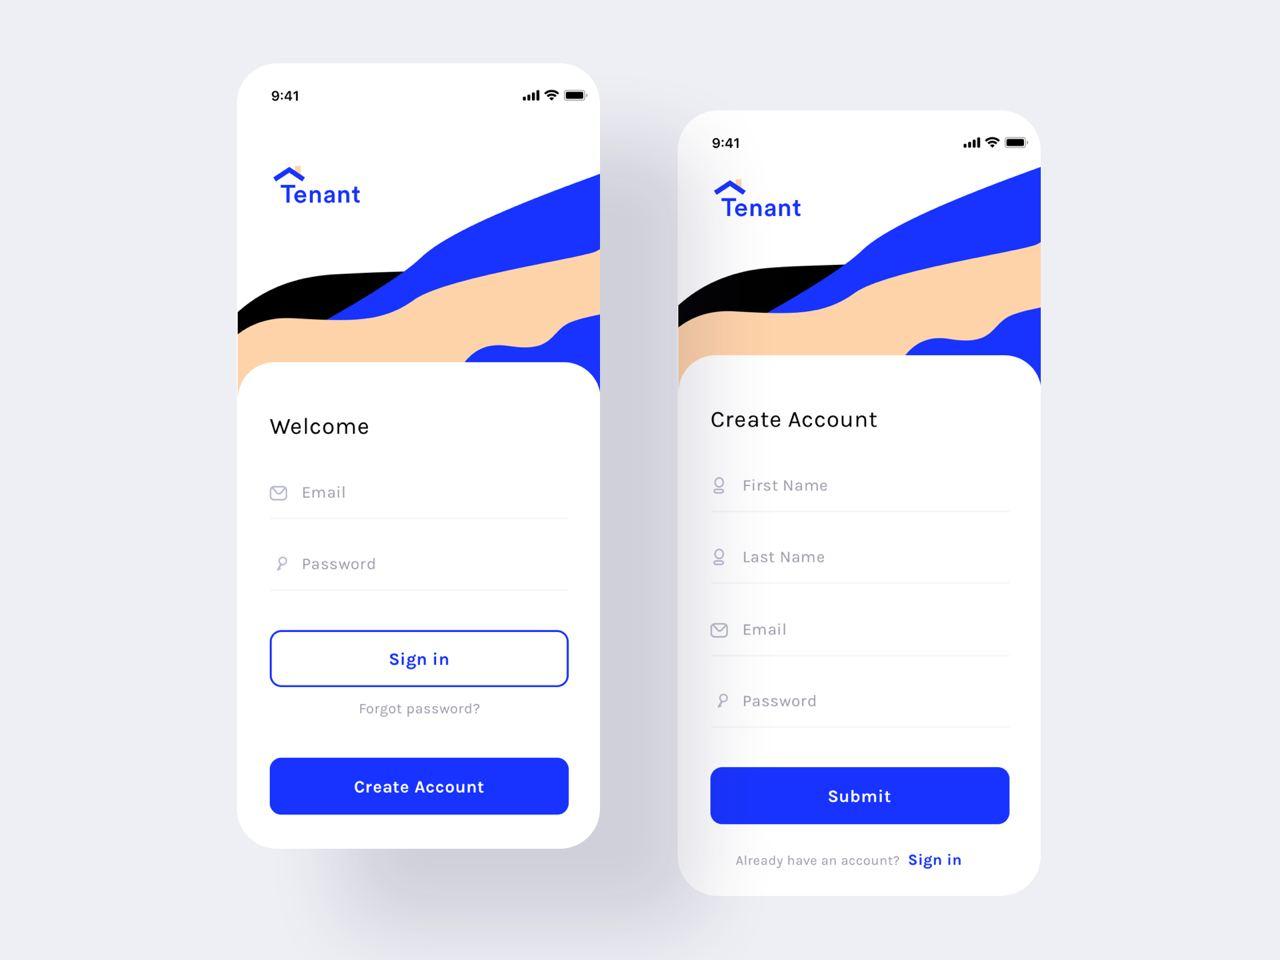 9:41
Tenant
Welcome
Email
Password
Sign in
Forgot password?
Create Account
9:41
Tenant
Create Account
First Name
Last Name
Email
Password
Submit
Already have an account? Sign in